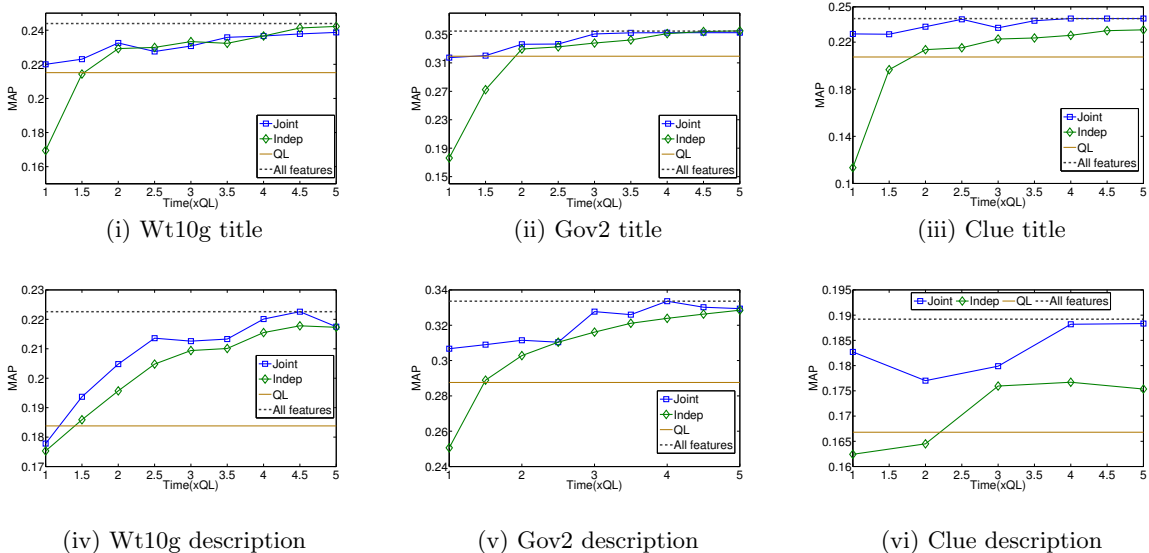 0.24
0.22
0.2
0.18
0.16
MAP
1 1.5 2 2.5 3 3.5 4 4.5 5
Time(xQL)
Joint
Indep
QL
All features
(i) Wt10g title
0.35
0.31
0.27
0.23
0.19
0.15
MAP
1 1.5 2 2.5 3 3.5 4 4.5 5
Time(xQL)
Joint
Indep
QL
All features
(ii) Gov2 title
0.22
0.18
0.14
0.1
MAP
1 1.5 2 2.5 3 3.5 4 4.5 5
Time(xQL)
Joint
Indep
QL
All features
(iii) Clue title
0.23
0.22
0.21
0.2
0.19
0.18
0.17
MAP
1 1.5 2 2.5 3 3.5 4 4.5 5
Time(xQL)
Joint
Indep
QL
All features
(iv) Wt10g description
0.34
0.32
0.3
0.28
0.26
0.24
MAP
1 1.5 2 2.5 3 3.5 4 4.5 5
Time(xQL)
Joint
Indep
QL
All features
(v) Gov2 description
0.195
0.19
0.185
0.18
0.175
0.17
0.165
0.16
MAP
1 1.5 2 2.5 3 3.5 4 4.5 5
Time(xQL)
Joint Indep QL All features
(vi) Clue description